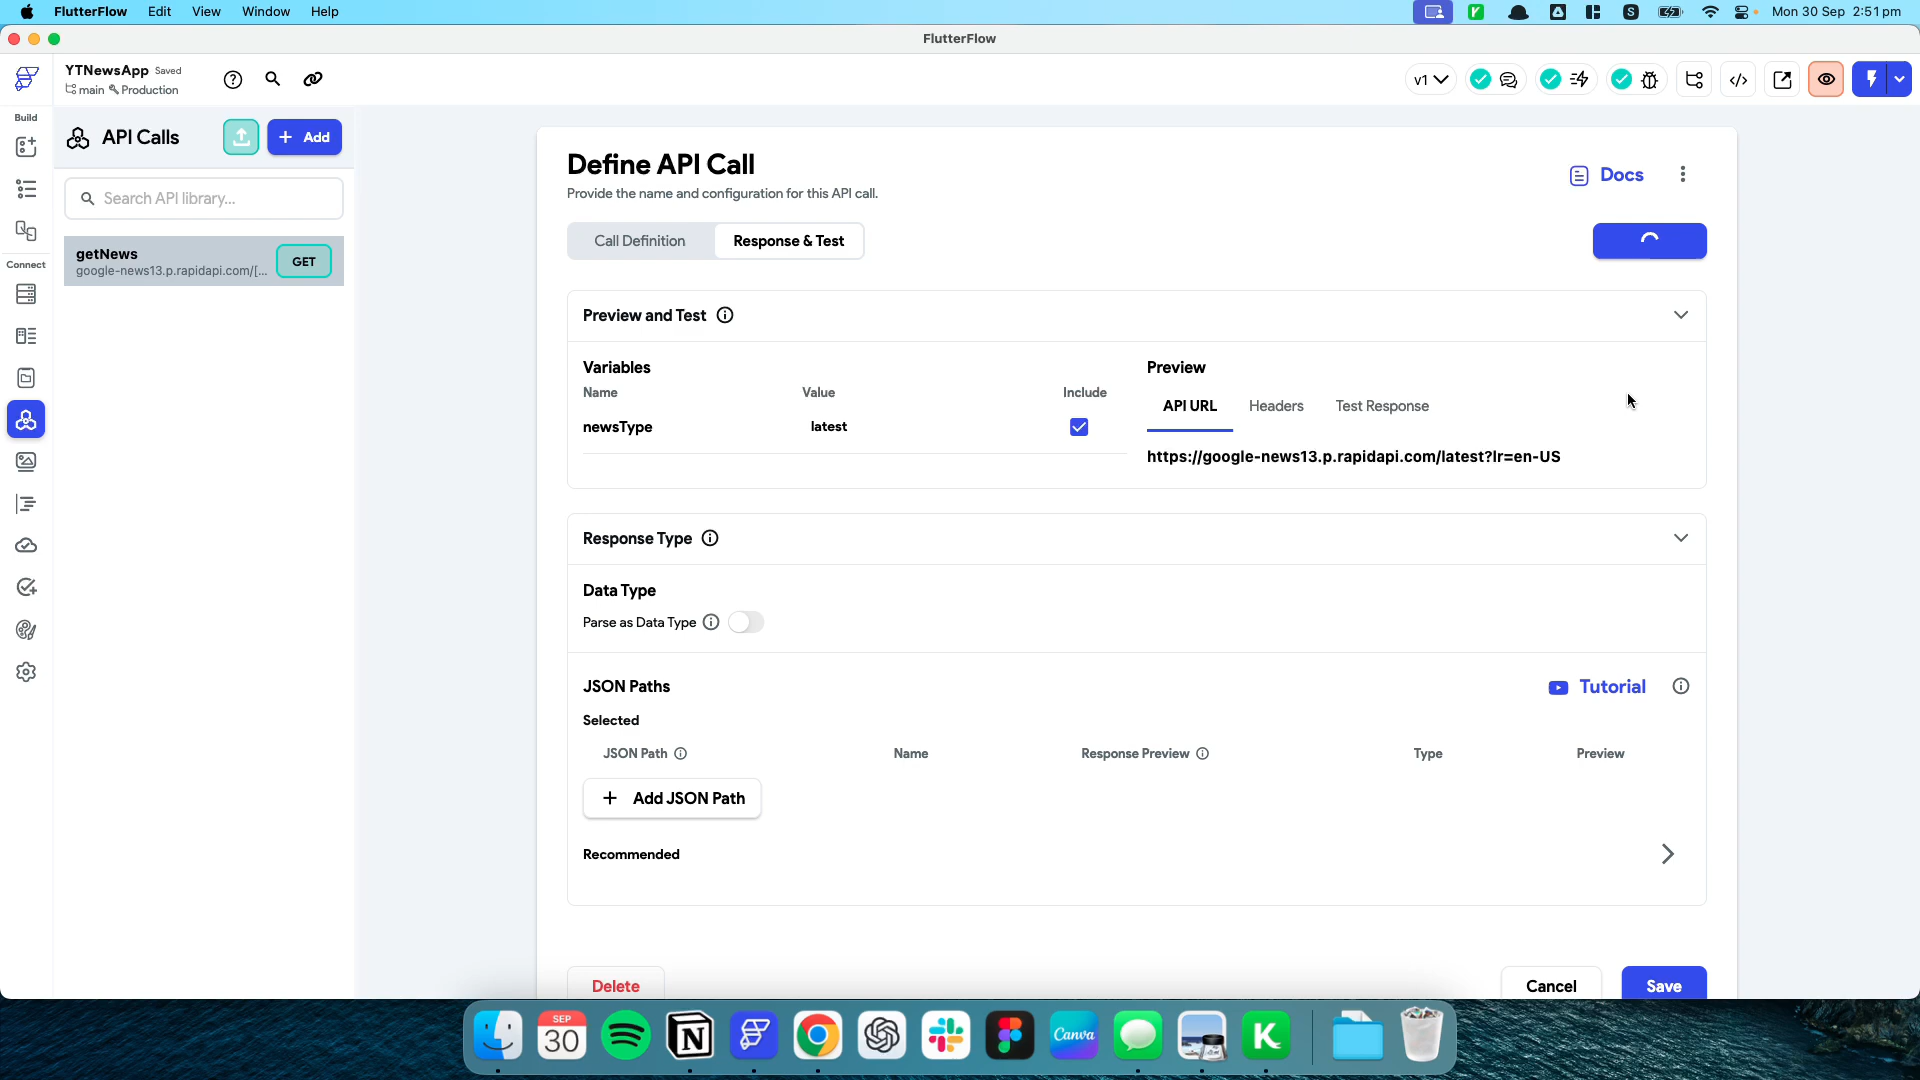 FlutterFlow Edit View Window Help
Mon 30 Sep 2:51 pm
FlutterFlow
YTNewsApp Saved
main Production
v1
Build
API Calls
+ Add
Search API library...
getNews
google-news13.p.rapidapi.com/[...
GET
Connect
Define API Call
Provide the name and configuration for this API call.
Docs
Call Definition
Response & Test
Preview and Test
Variables
Name Value Include
newsType latest
Preview
API URL Headers Test Response
https://google-news13.p.rapidapi.com/latest?lr=en-US
Response Type
Data Type
Parse as Data Type
JSON Paths
Tutorial
Selected
JSON Path Name Response Preview Type Preview
+ Add JSON Path
Recommended
Delete
Cancel
Save
SEP
30
Canva
K